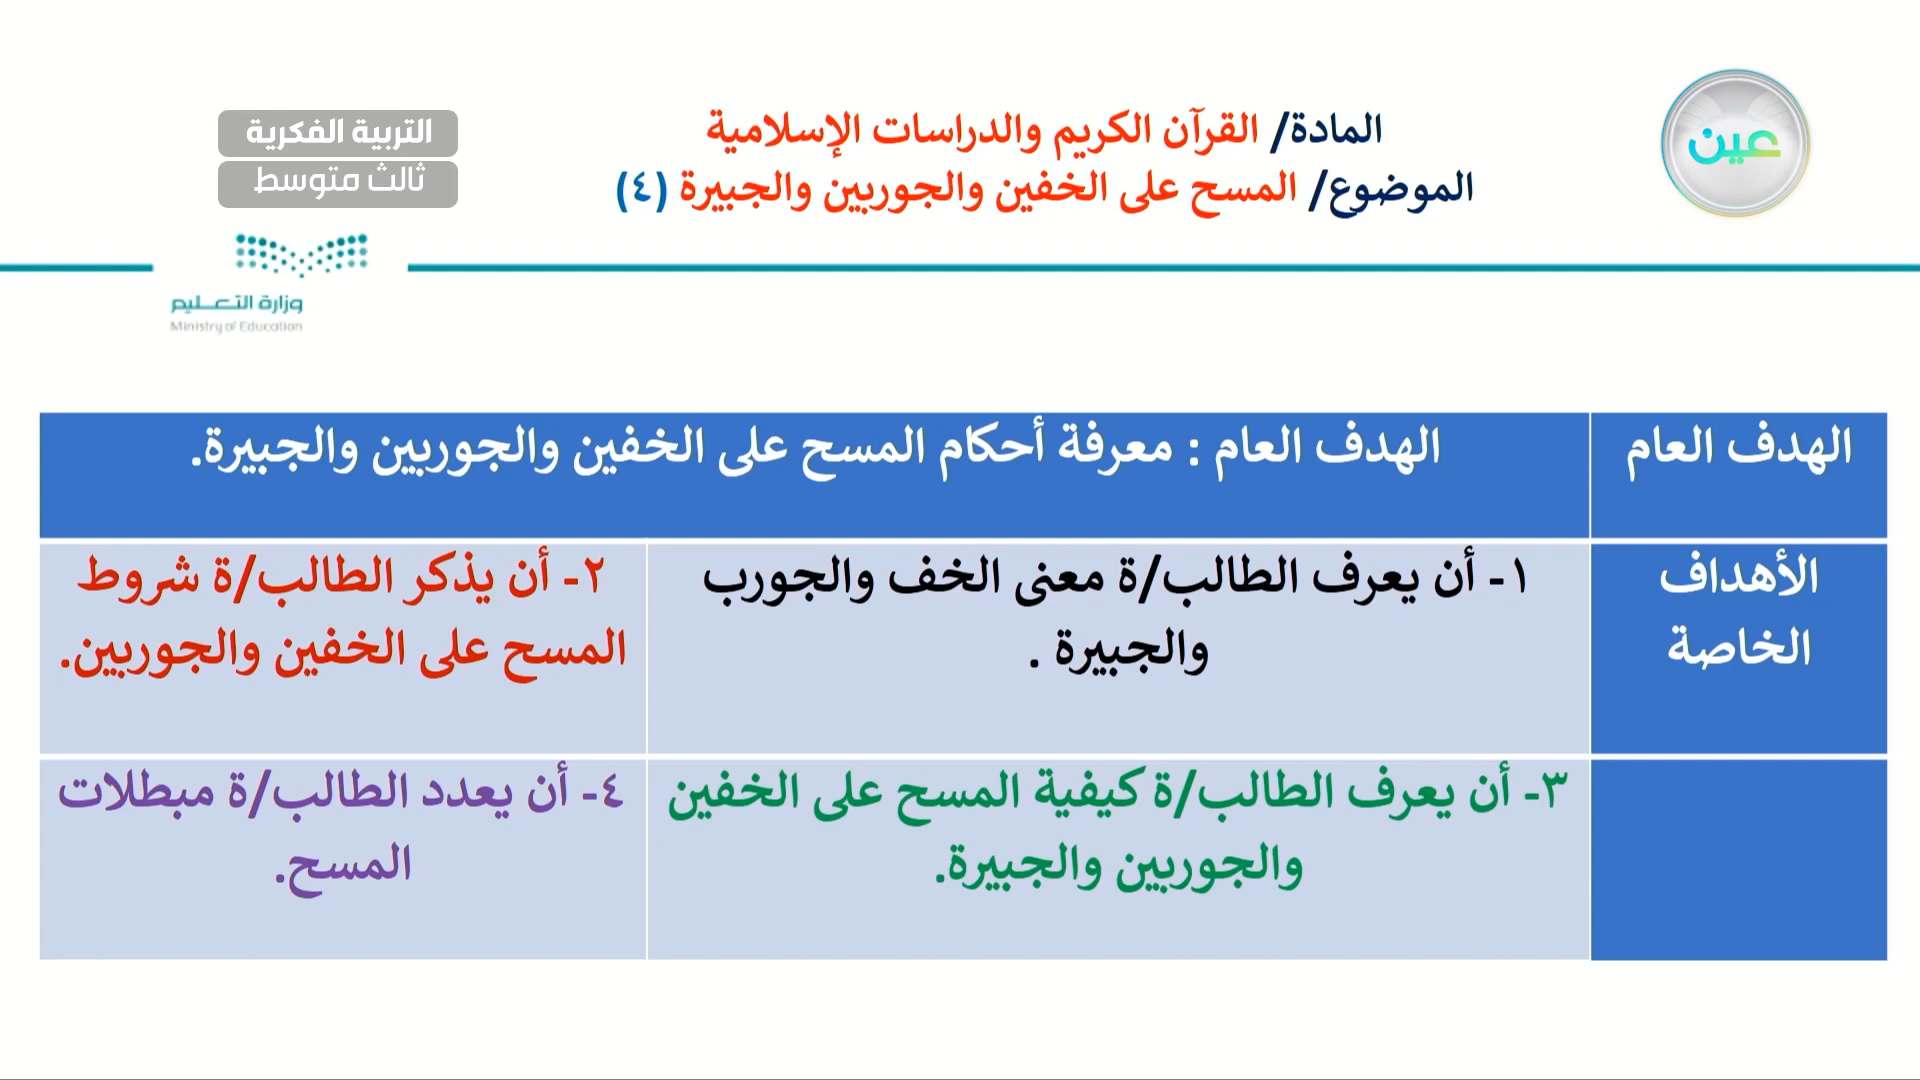 المادة/ القرآن الكريم والدراسات الإسلامية
الموضوع/ المسح على الخفين والجوربين والجبيرة (٤)
عين
التربية الفكرية
ثالث متوسط
وزارة التعليم
Ministry of Education
الهدف العام
الهدف العام : معرفة أحكام المسح على الخفين والجوربين والجبيرة.
الأهداف
الخاصة
١- أن يعرف الطالب/ة معنى الخف والجورب
والجبيرة .
٢- أن يذكر الطالب/ة شروط
المسح على الخفين والجوربين.
٣- أن يعرف الطالب/ة كيفية المسح على الخفين
والجوربين والجبيرة.
٤- أن يعدد الطالب/ة مبطلات
المسح.